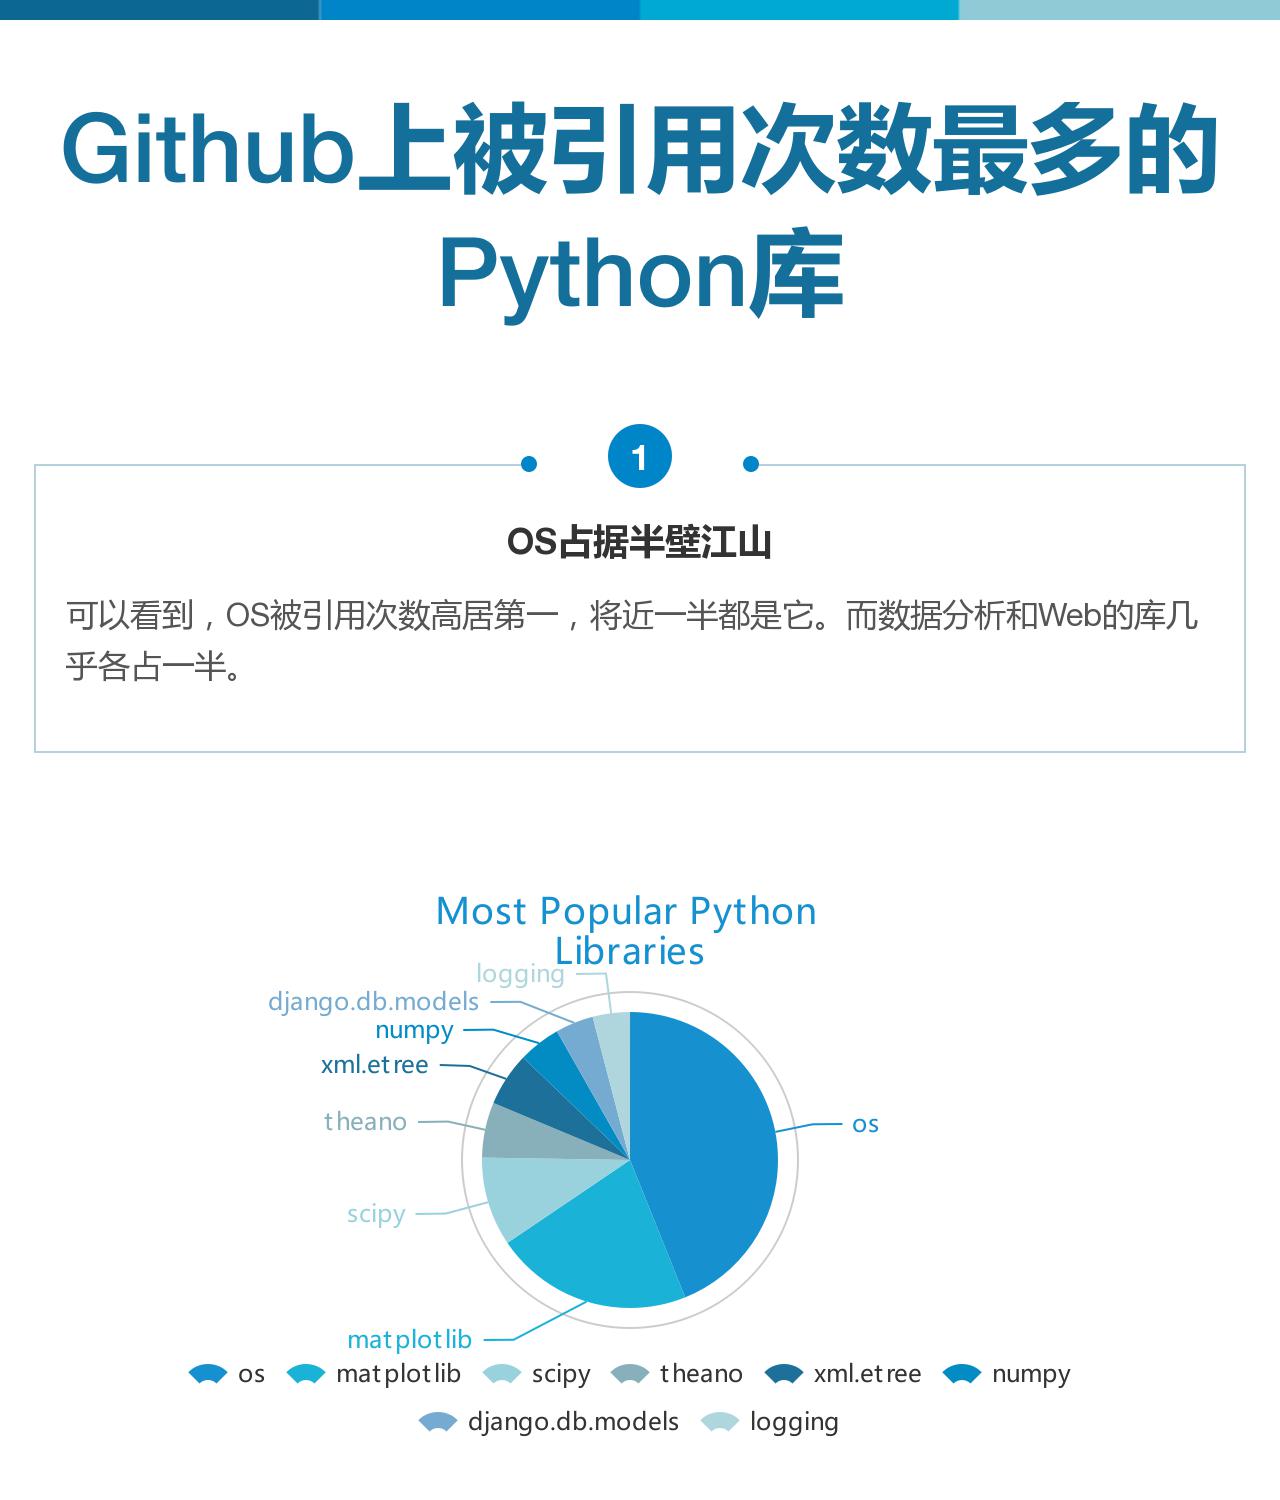 Github上被引用次数最多的
Python库
1
OS占据半壁江山
可以看到，OS被引用次数高居第一，将近一半都是它。而数据分析和Web的库几
乎各占一半。
Most Popular Python
Libraries
logging
django.db.models
numpy
xml.etree
theano
os
scipy
matplotlib
os matplotlib scipy theano xml.etree numpy
django.db.models logging